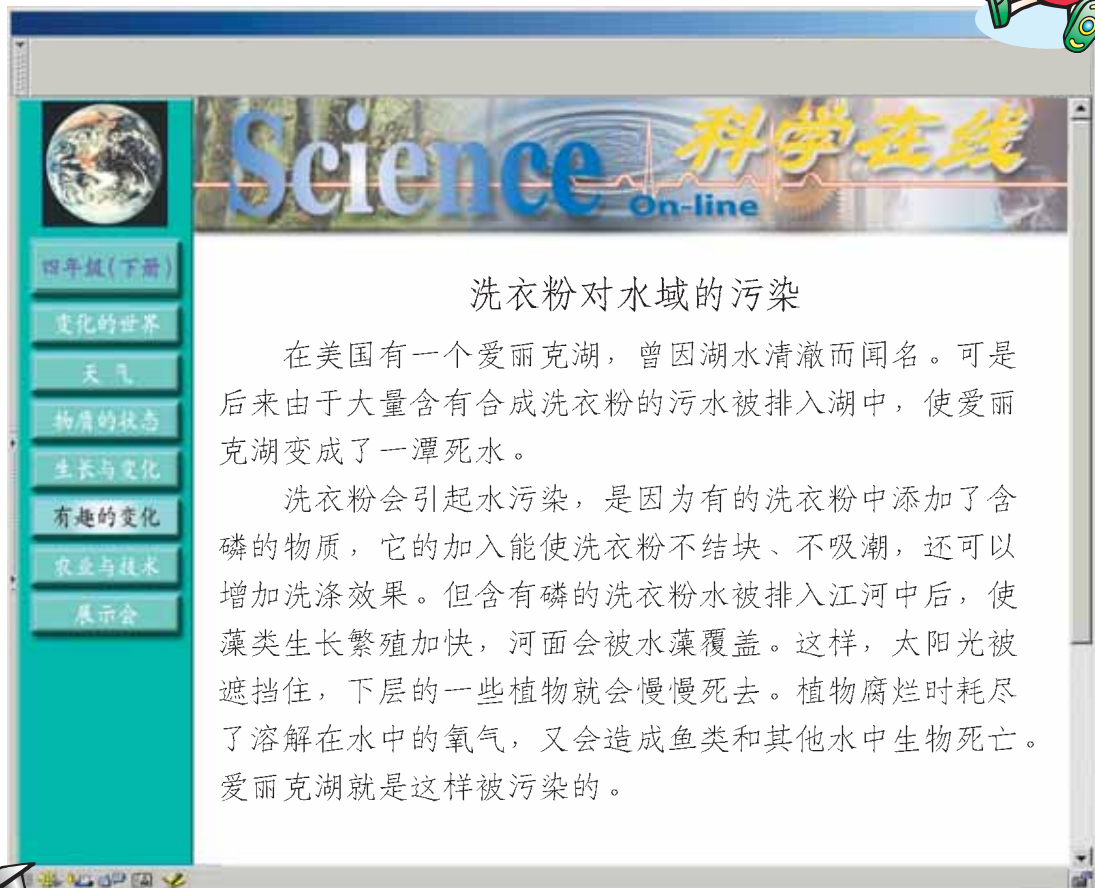 Science
科学在线
On-line
四年级(下册)
变化的世界
天气
物质的状态
生长与变化
有趣的变化
农业与技术
展示会
洗衣粉对水域的污染
在美国有一个爱丽克湖，曾因湖水清澈而闻名。可是
后来由于大量含有合成洗衣粉的污水被排入湖中，使爱丽
克湖变成了一潭死水。
洗衣粉会引起水污染，是因为有的洗衣粉中添加了含
磷的物质，它的加入能使洗衣粉不结块、不吸潮，还可以
增加洗涤效果。但含有磷的洗衣粉水被排入江河中后，使
藻类生长繁殖加快，河面会被水藻覆盖。这样，太阳光被
遮挡住，下层的一些植物就会慢慢死去。植物腐烂时耗尽
了溶解在水中的氧气，又会造成鱼类和其他水中生物死亡。
爱丽克湖就是这样被污染的。